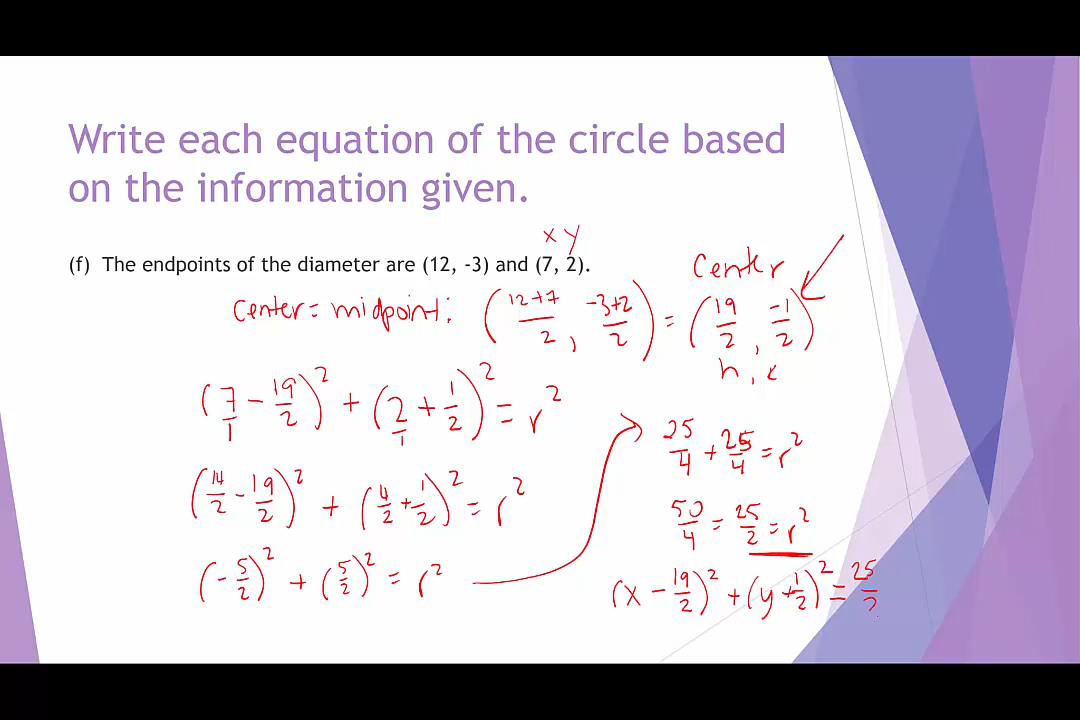 Write each equation of the circle based
on the information given.
x y
(f) The endpoints of the diameter are (12, -3) and (7, 2).
Center
Center = midpoint: ((12+7)/2, (-3+2)/2) = (19/2, -1/2)
h, k
(7/1 - 19/2)² + (2/1 + 1/2)² = r²
25/4 + 25/4 = r²
(14/2 - 19/2)² + (4/2 + 1/2)² = r²
50/4 = 25/2 = r²
(-5/2)² + (5/2)² = r²
(x - 19/2)² + (y + 1/2)² = 25/2